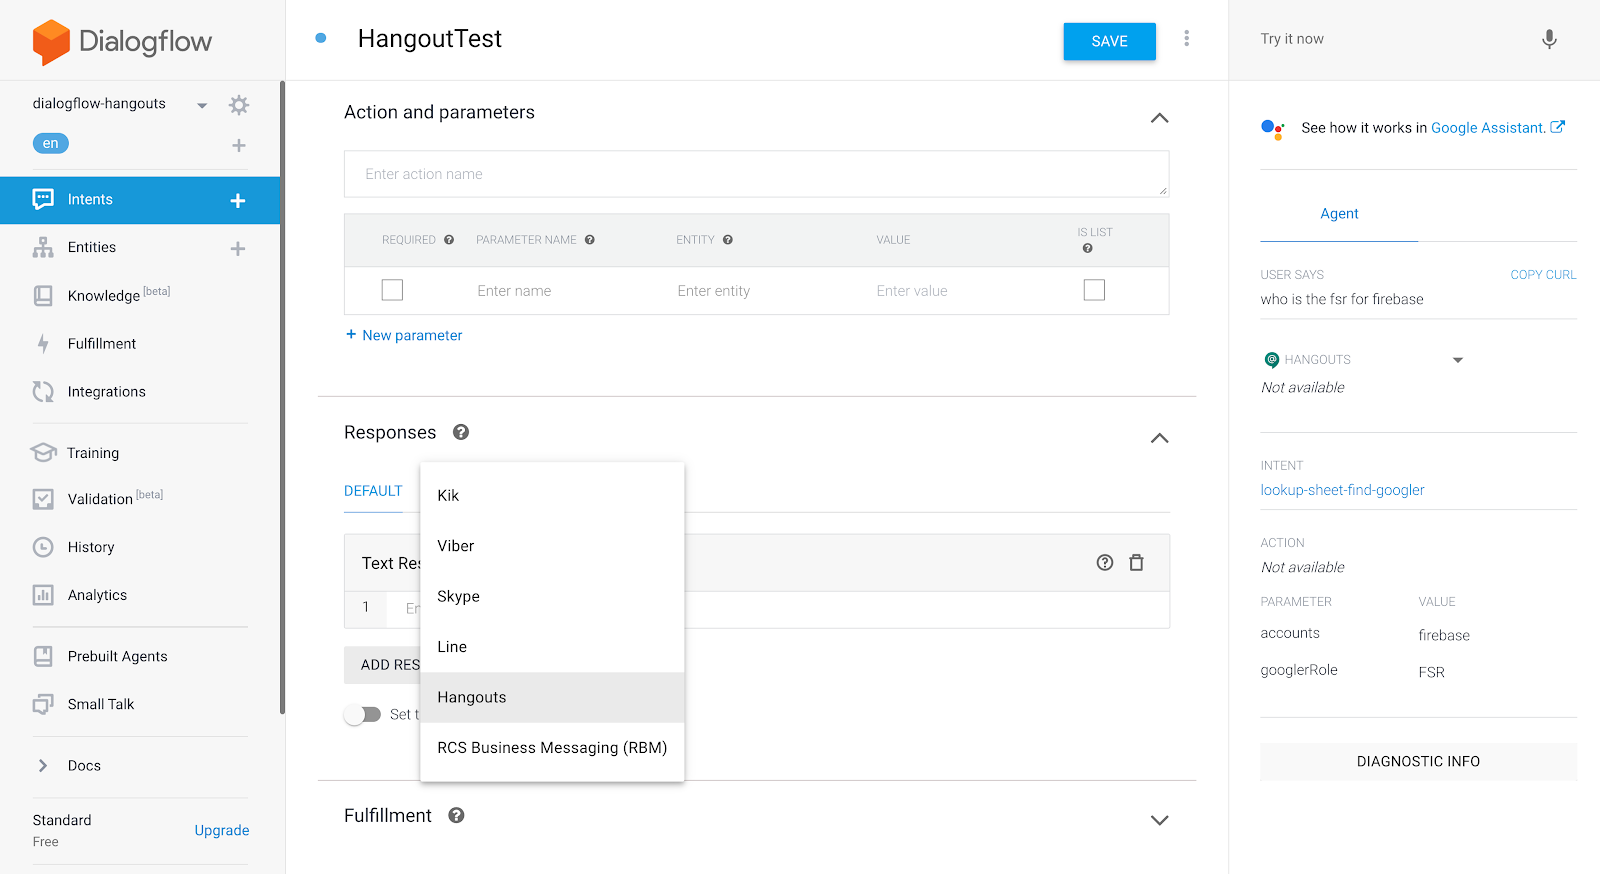 Dialogflow
dialogflow-hangouts
en
Intents
Entities
Knowledge [beta]
Fulfillment
Integrations
Training
Validation [beta]
History
Analytics
Prebuilt Agents
Small Talk
Docs
Standard
Free
Upgrade
HangoutTest
SAVE
Action and parameters
Enter action name
REQUIRED PARAMETER NAME ENTITY VALUE IS LIST
Enter name Enter entity Enter value
+ New parameter
Responses
DEFAULT
Kik
Viber
Skype
Line
Hangouts
RCS Business Messaging (RBM)
Text Res
1 En
ADD RES
Set t
Fulfillment
Try it now
See how it works in Google Assistant.
Agent
USER SAYS COPY CURL
who is the fsr for firebase
HANGOUTS
Not available
INTENT
lookup-sheet-find-googler
ACTION
Not available
PARAMETER VALUE
accounts firebase
googlerRole FSR
DIAGNOSTIC INFO